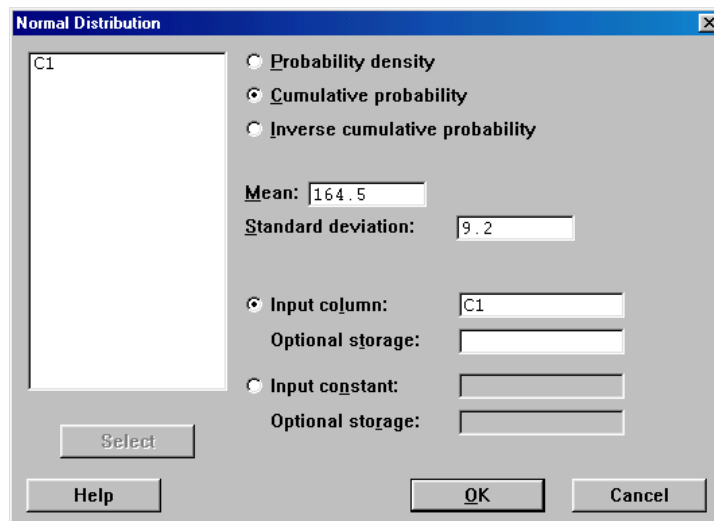 Normal Distribution
C1
Probability density
Cumulative probability
Inverse cumulative probability
Mean: 164.5
Standard deviation: 9.2
Input column: C1
Optional storage:
Input constant:
Optional storage:
Select
Help
OK
Cancel